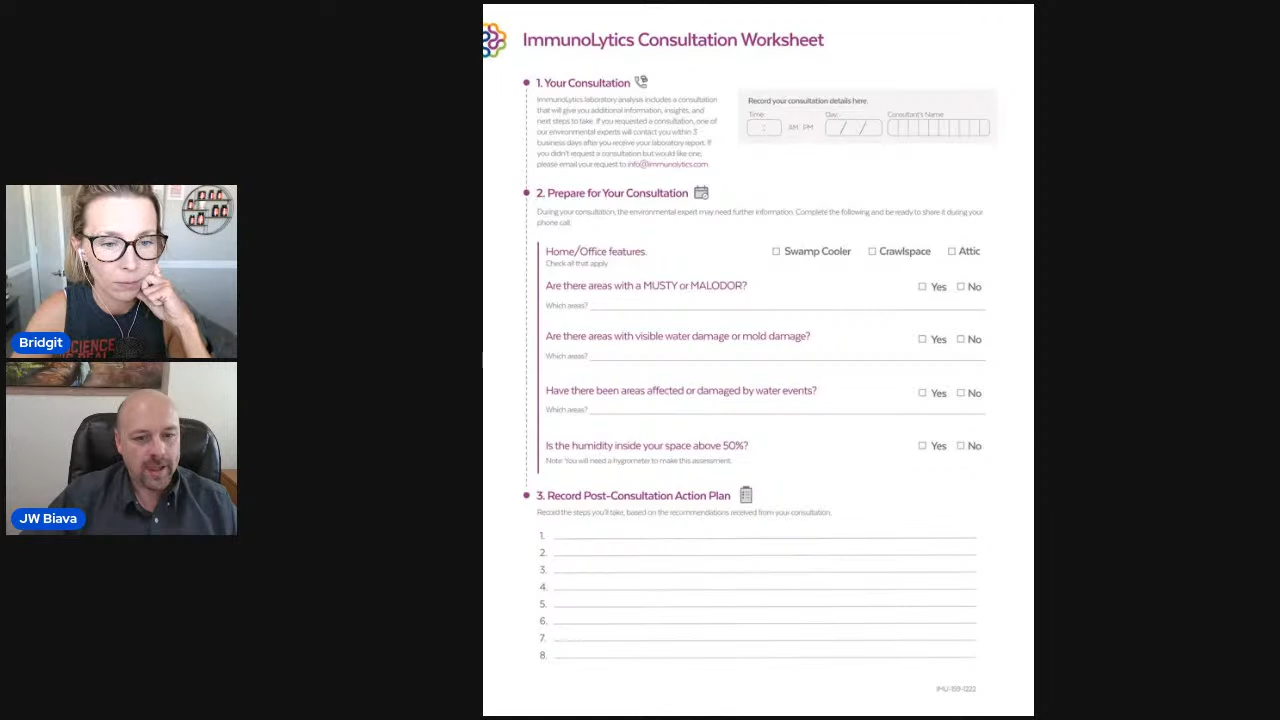 ImmunoLytics Consultation Worksheet
1. Your Consultation
ImmunoLytics laboratory analysis includes a consultation
that will give you additional information, insights, and
next steps to take. If you requested a consultation, one of
our environmental experts will contact you within 3
business days after you receive your laboratory report. If
you didn't request a consultation but would like one,
please email your request to info@immunolytics.com
Record your consultation details here.
Time: Day: Consultant's Name
: AM PM / /
2. Prepare for Your Consultation
During your consultation, the environmental expert may need further information. Complete the following and be ready to share it during your
phone call.
Home/Office features. Swamp Cooler Crawlspace Attic
Check all that apply
Are there areas with a MUSTY or MALODOR? Yes No
Which areas?
Are there areas with visible water damage or mold damage? Yes No
Which areas?
Have there been areas affected or damaged by water events? Yes No
Which areas?
Is the humidity inside your space above 50%? Yes No
Note: You will need a hygrometer to make this assessment.
3. Record Post-Consultation Action Plan
Record the steps you'll take, based on the recommendations received from your consultation.
1.
2.
3.
4.
5.
6.
7.
8.
IMU-159-1222
Bridgit
SCIENCE
IS REAL
JW Biava